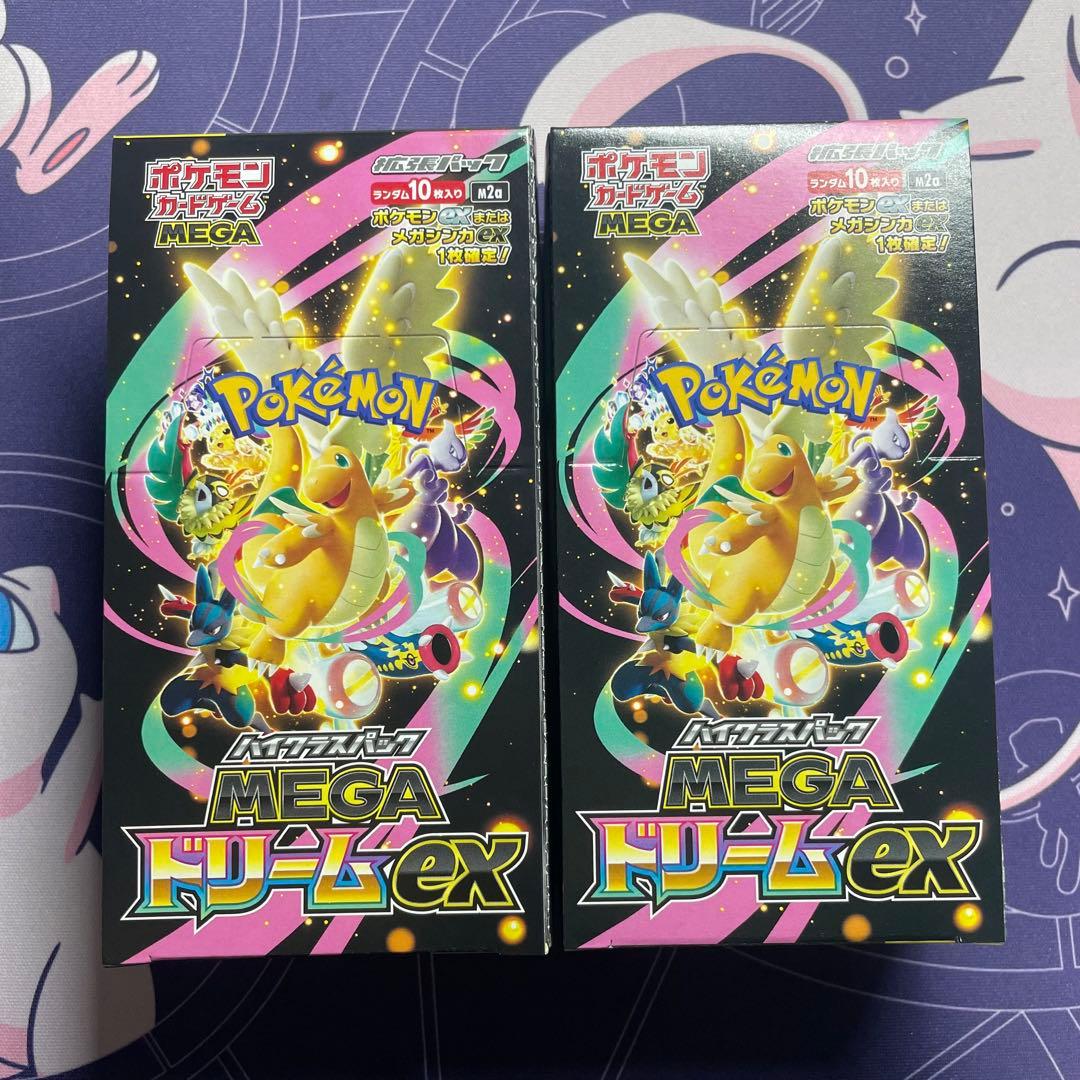 ポケモン
カードゲーム
MEGA
拡張パック
ランダム10枚入り m2a
ポケモンexまたは
メガシンカex
1枚確定!
POKéMON
TM
ハイクラスパック
MEGA
ドリームex
ポケモン
カードゲーム
MEGA
拡張パック
ランダム10枚入り m2a
ポケモンexまたは
メガシンカex
1枚確定!
POKéMON
TM
ハイクラスパック
MEGA
ドリームex